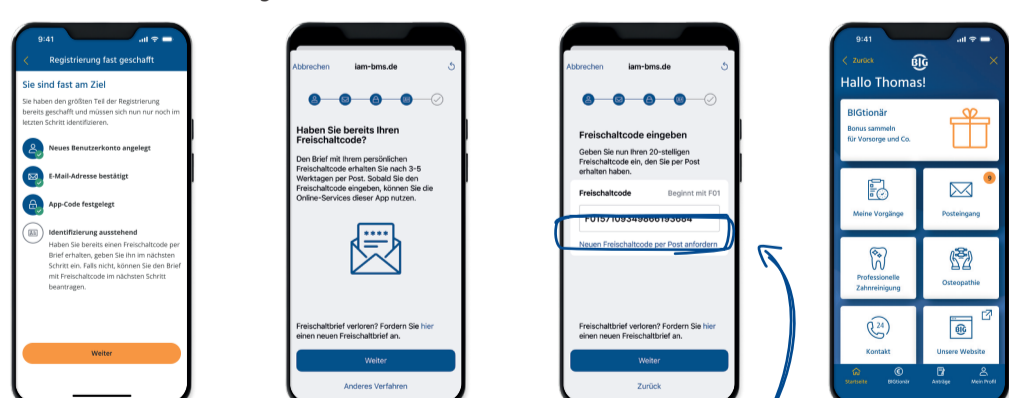 9:41
Registrierung fast geschafft
Sie sind fast am Ziel
Sie haben den größten Teil der Registrierung
bereits geschafft und müssen sich nun nur noch im
letzten Schritt identifizieren.
Neues Benutzerkonto angelegt
E-Mail-Adresse bestätigt
App-Code festgelegt
Identifizierung ausstehend
Haben Sie bereits einen Freischaltcode per
Brief erhalten, geben Sie ihn im nächsten
Schritt ein. Falls nicht, können Sie den Brief
mit Freischaltcode im nächsten Schritt
beantragen.
Weiter
Abbrechen iam-bms.de
Haben Sie bereits Ihren
Freischaltcode?
Den Brief mit Ihrem persönlichen
Freischaltcode erhalten Sie nach 3-5
Werktagen per Post. Sobald Sie den
Freischaltcode eingeben, können Sie die
Online-Services dieser App nutzen.
Freischaltbrief verloren? Fordern Sie hier
einen neuen Freischaltbrief an.
Weiter
Anderes Verfahren
Abbrechen iam-bms.de
Freischaltcode eingeben
Geben Sie nun Ihren 20-stelligen
Freischaltcode ein, den Sie per Post
erhalten haben.
Freischaltcode Beginnt mit F01
F0157109349866193684
Neuen Freischaltcode per Post anfordern
Freischaltbrief verloren? Fordern Sie hier
einen neuen Freischaltbrief an.
Weiter
Zurück
9:41
Zurück BIG
Hallo Thomas!
BIGtionär
Bonus sammeln
für Vorsorge und Co.
9
Meine Vorgänge Posteingang
Professionelle
Zahnreinigung
Osteopathie
24
BIG
Kontakt Unsere Website
Startseite BIGtionär Anträge Mein Profil